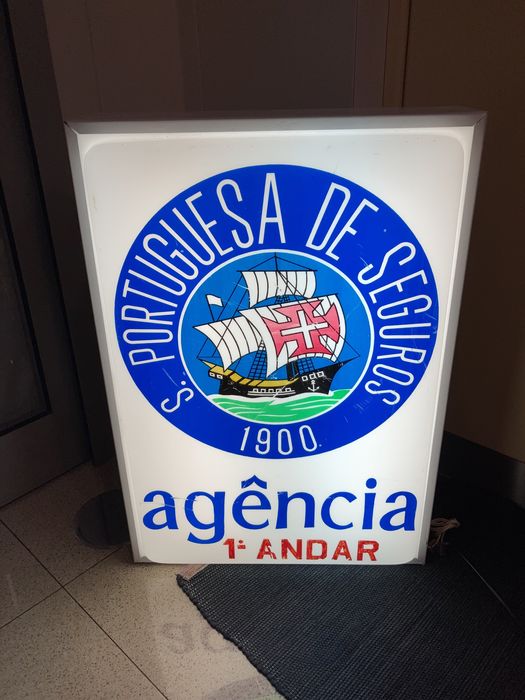 S. PORTUGUESA DE SEGUROS
1900.
agência
1º ANDAR